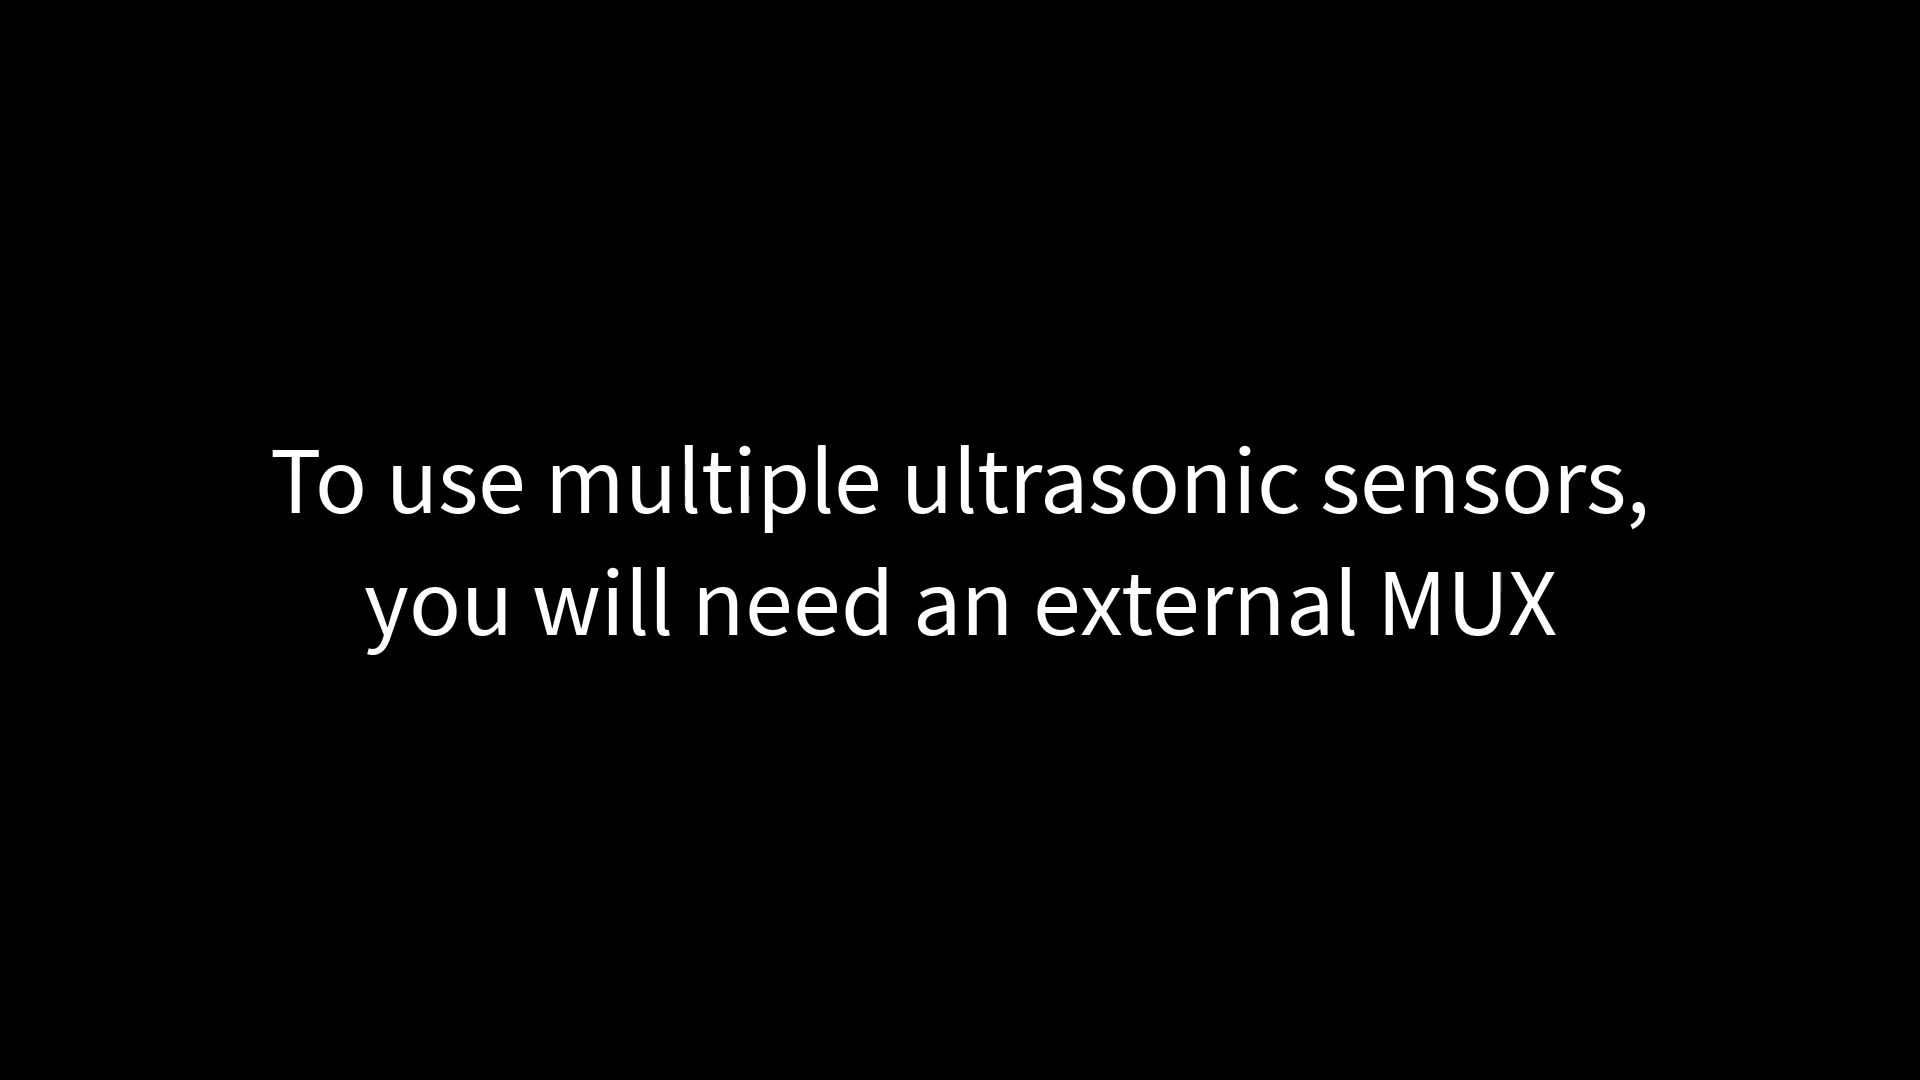 To use multiple ultrasonic sensors,
you will need an external MUX